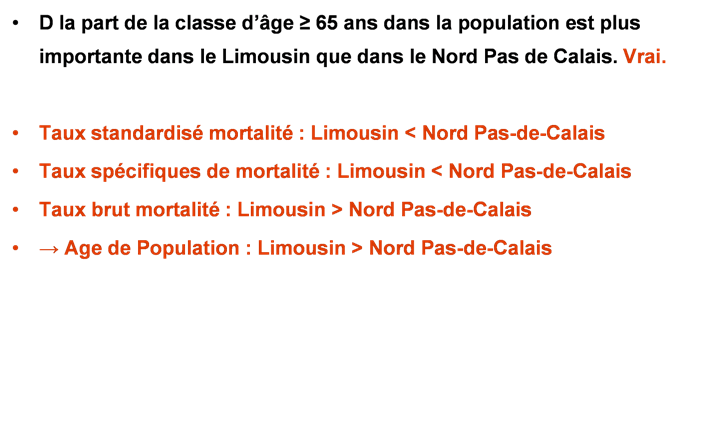 • D la part de la classe d’âge ≥ 65 ans dans la population est plus
importante dans le Limousin que dans le Nord Pas de Calais. Vrai.
• Taux standardisé mortalité : Limousin < Nord Pas-de-Calais
• Taux spécifiques de mortalité : Limousin < Nord Pas-de-Calais
• Taux brut mortalité : Limousin > Nord Pas-de-Calais
• → Age de Population : Limousin > Nord Pas-de-Calais